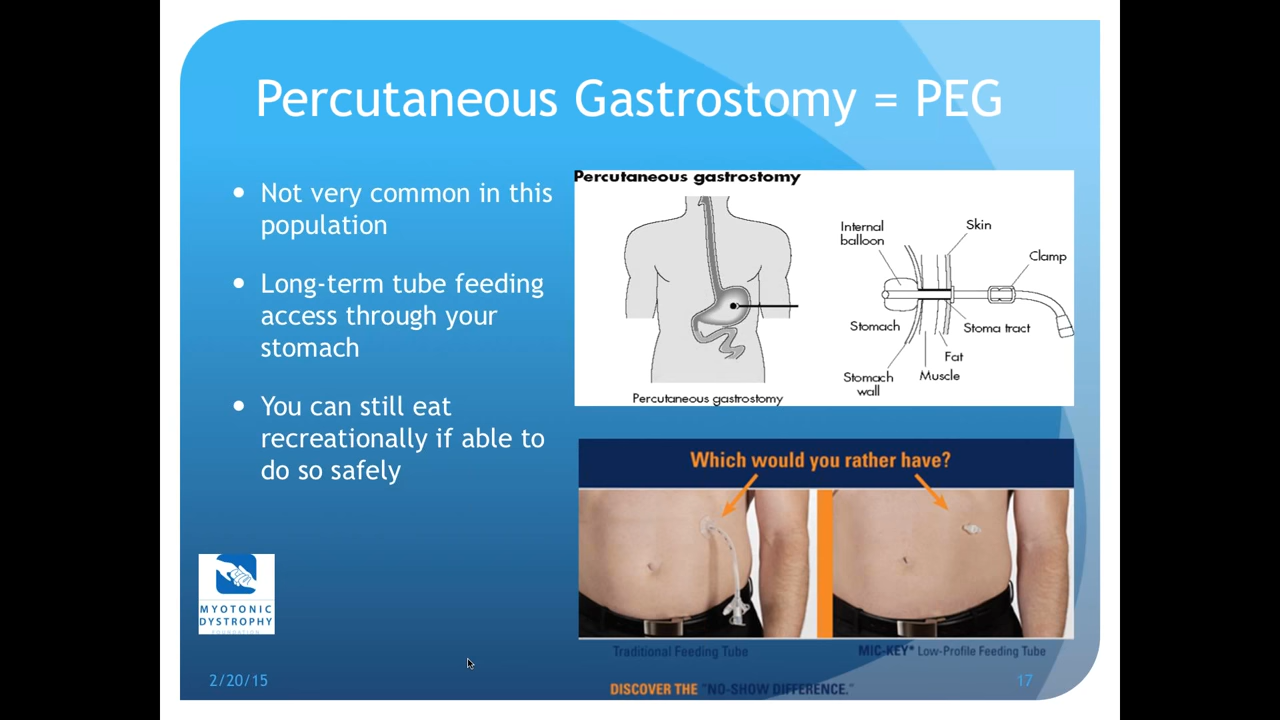 Percutaneous Gastrostomy = PEG
Not very common in this
population
Long-term tube feeding
access through your
stomach
You can still eat
recreationally if able to
do so safely
Percutaneous gastrostomy
Internal
balloon
Skin
Clamp
Stomach
Stoma tract
Fat
Stomach
wall
Muscle
Percutaneous gastrostomy
Which would you rather have?
Traditional Feeding Tube
MIC-KEY* Low-Profile Feeding Tube
DISCOVER THE "NO-SHOW DIFFERENCE."
MYOTONIC
DYSTROPHY
FOUNDATION
2/20/15
17